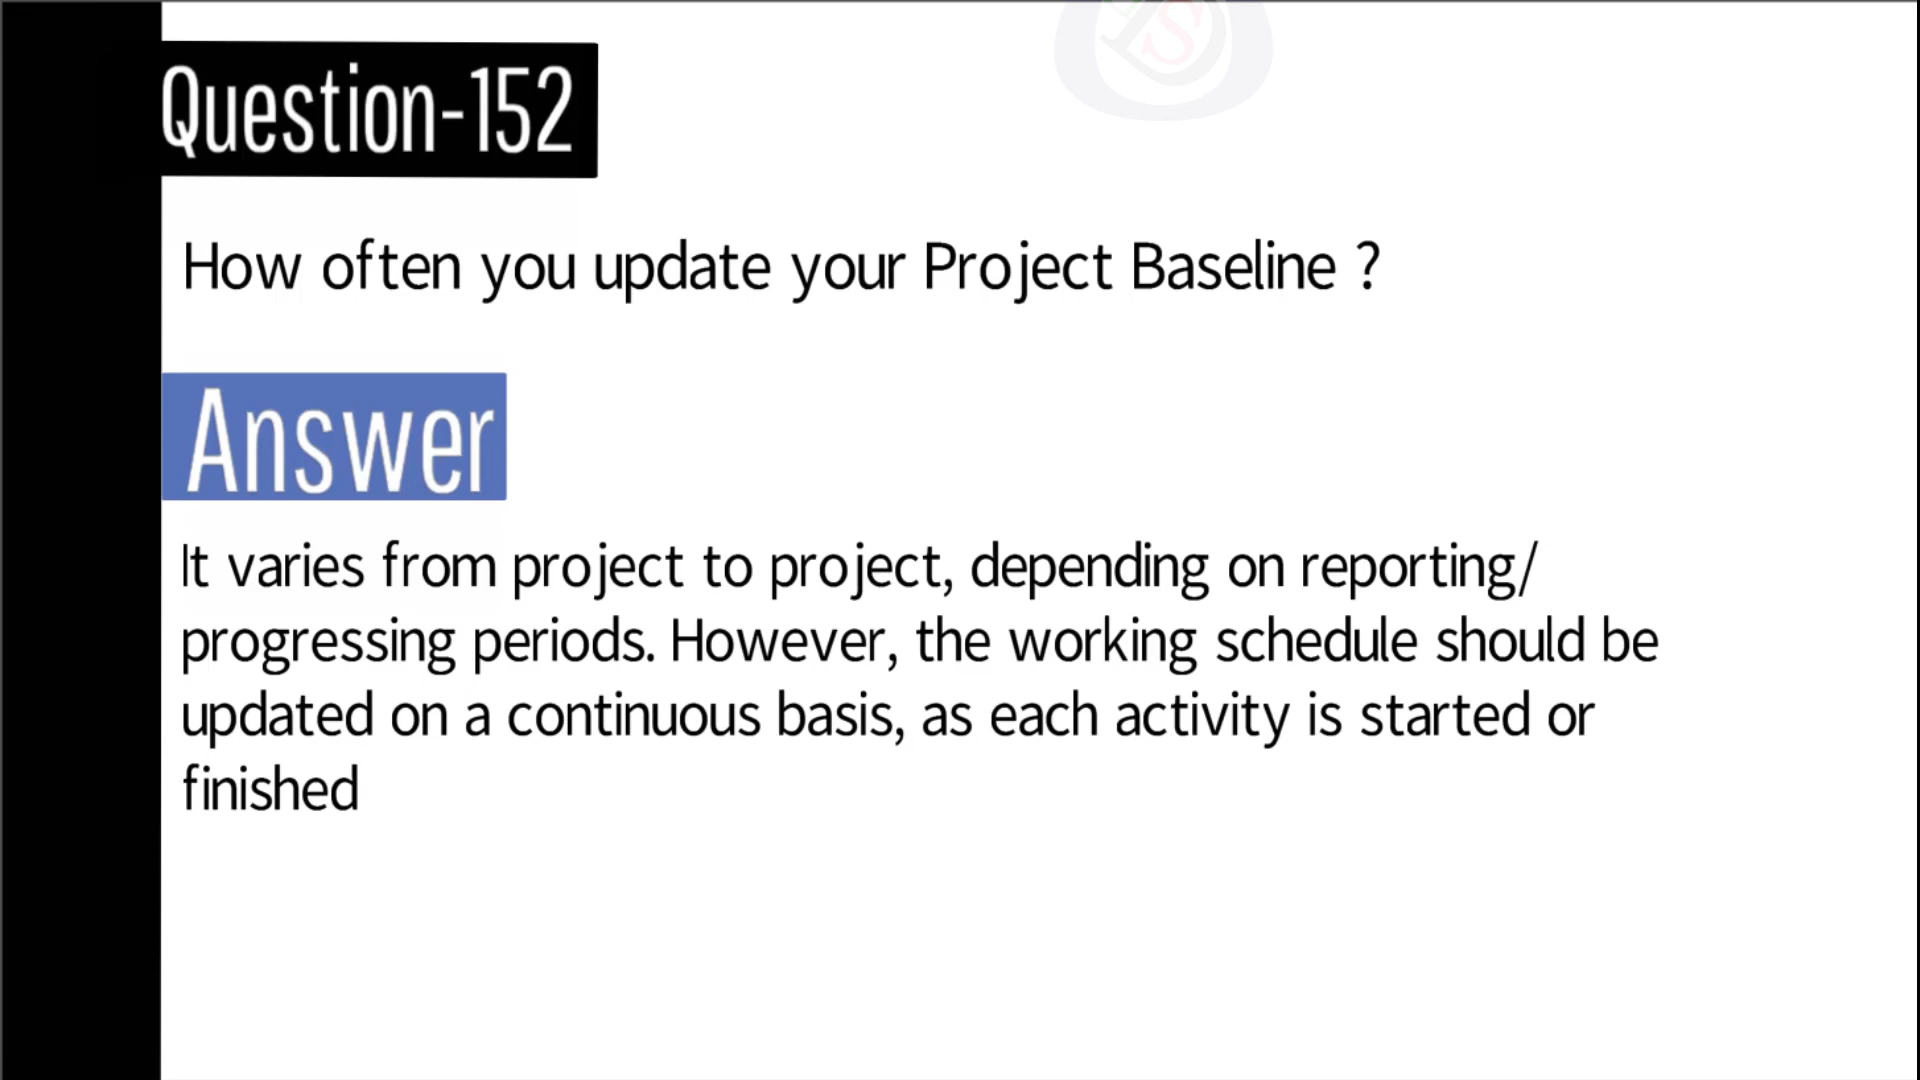 Question-152
How often you update your Project Baseline ?
Answer
It varies from project to project, depending on reporting/
progressing periods. However, the working schedule should be
updated on a continuous basis, as each activity is started or
finished